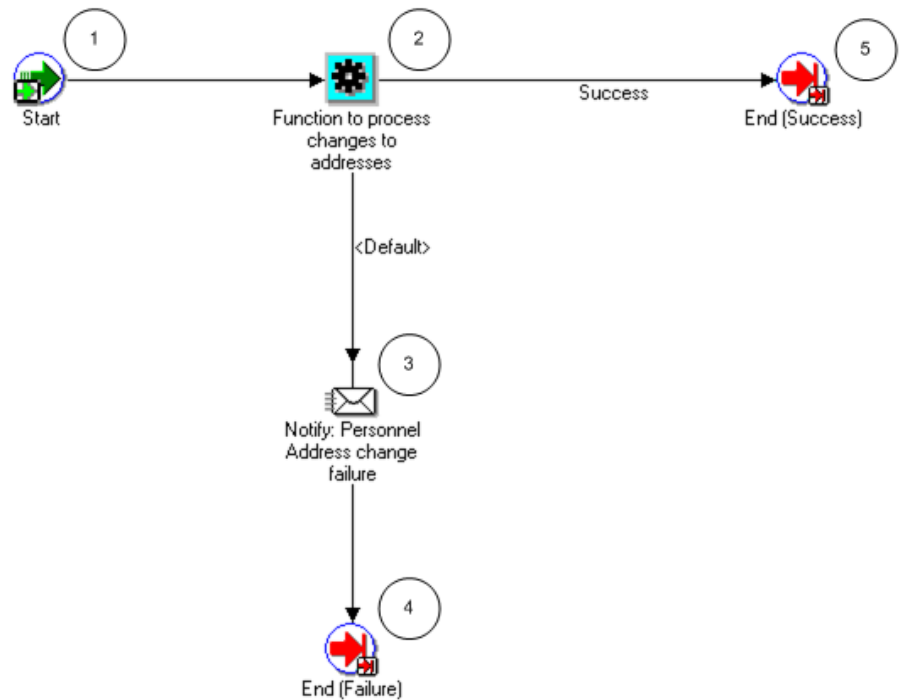 1
2
5
Start
Function to process
changes to
addresses
Success
End (Success)
<Default>
3
Notify: Personnel
Address change
failure
4
End (Failure)